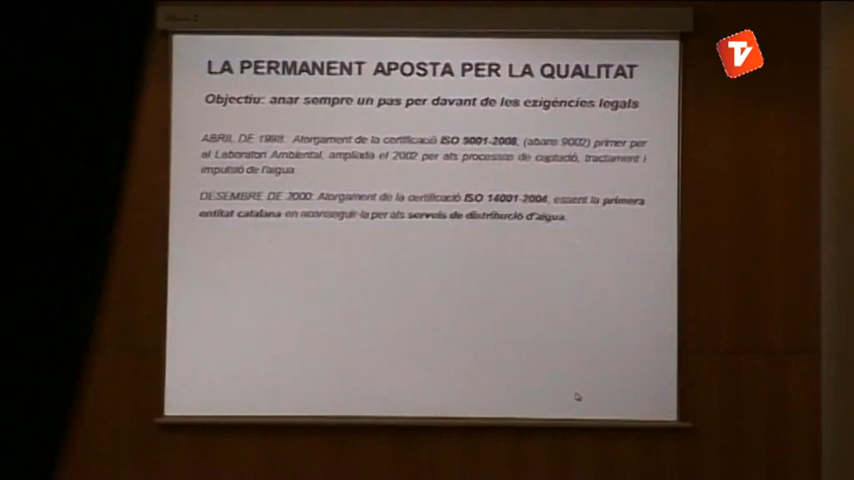 LA PERMANENT APOSTA PER LA QUALITAT
Objectiu: anar sempre un pas per davant de les exigències legals
ABRIL DE 1998: Atorgament de la certificació ISO 9001-2008, (abans 9002) primer per
al Laboratori Ambiental, ampliada el 2002 per als processos de captació, tractament i
impulsió de l'aigua.
DESEMBRE DE 2000: Atorgament de la certificació ISO 14001-2004, essent la primera
entitat catalana en aconseguir-la per als serveis de distribució d'aigua.
TV